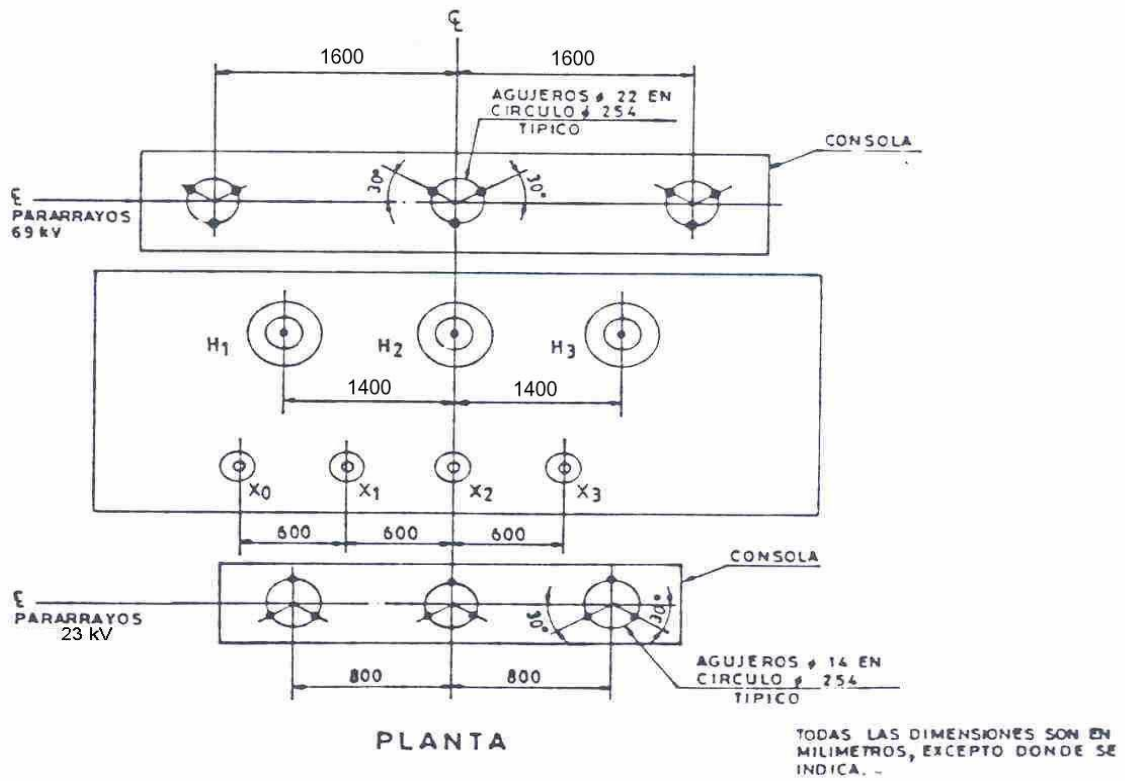 ℄
1600
1600
AGUJEROS ø 22 EN
CIRCULO ø 254
TIPICO
CONSOLA
30°
30°
℄
PARARRAYOS
69 kV
H1
H2
H3
1400
1400
X0
X1
X2
X3
600
600
600
CONSOLA
℄
PARARRAYOS
23 kV
30°
30°
AGUJEROS ø 14 EN
CIRCULO ø 254
TIPICO
800
800
PLANTA
TODAS LAS DIMENSIONES SON EN
MILIMETROS, EXCEPTO DONDE SE
INDICA. -